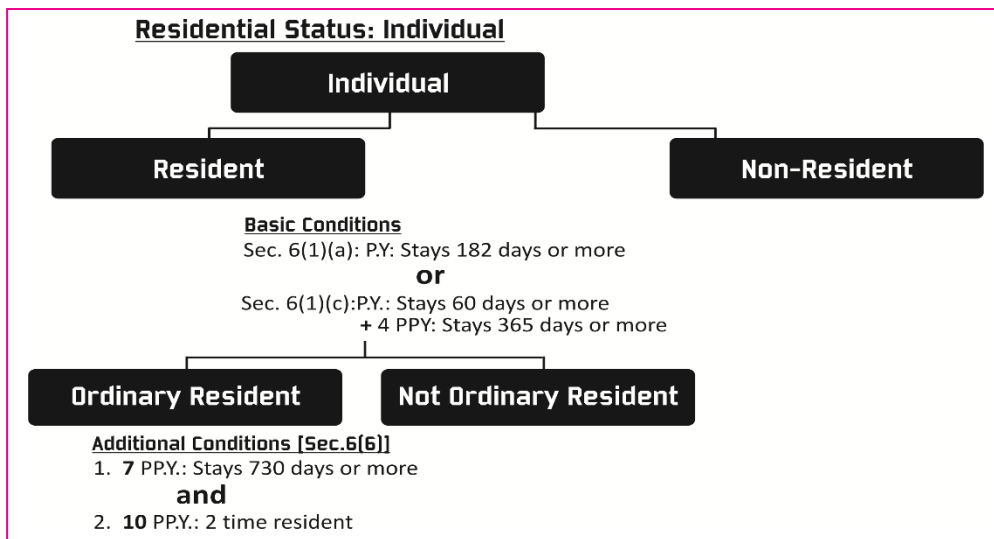 Residential Status: Individual
Individual
Resident
Non-Resident
Basic Conditions
Sec. 6(1)(a): P.Y: Stays 182 days or more
or
Sec. 6(1)(c):P.Y.: Stays 60 days or more
+ 4 PPY: Stays 365 days or more
Ordinary Resident
Not Ordinary Resident
Additional Conditions [Sec.6(6)]
1. 7 PP.Y.: Stays 730 days or more
and
2. 10 PP.Y.: 2 time resident